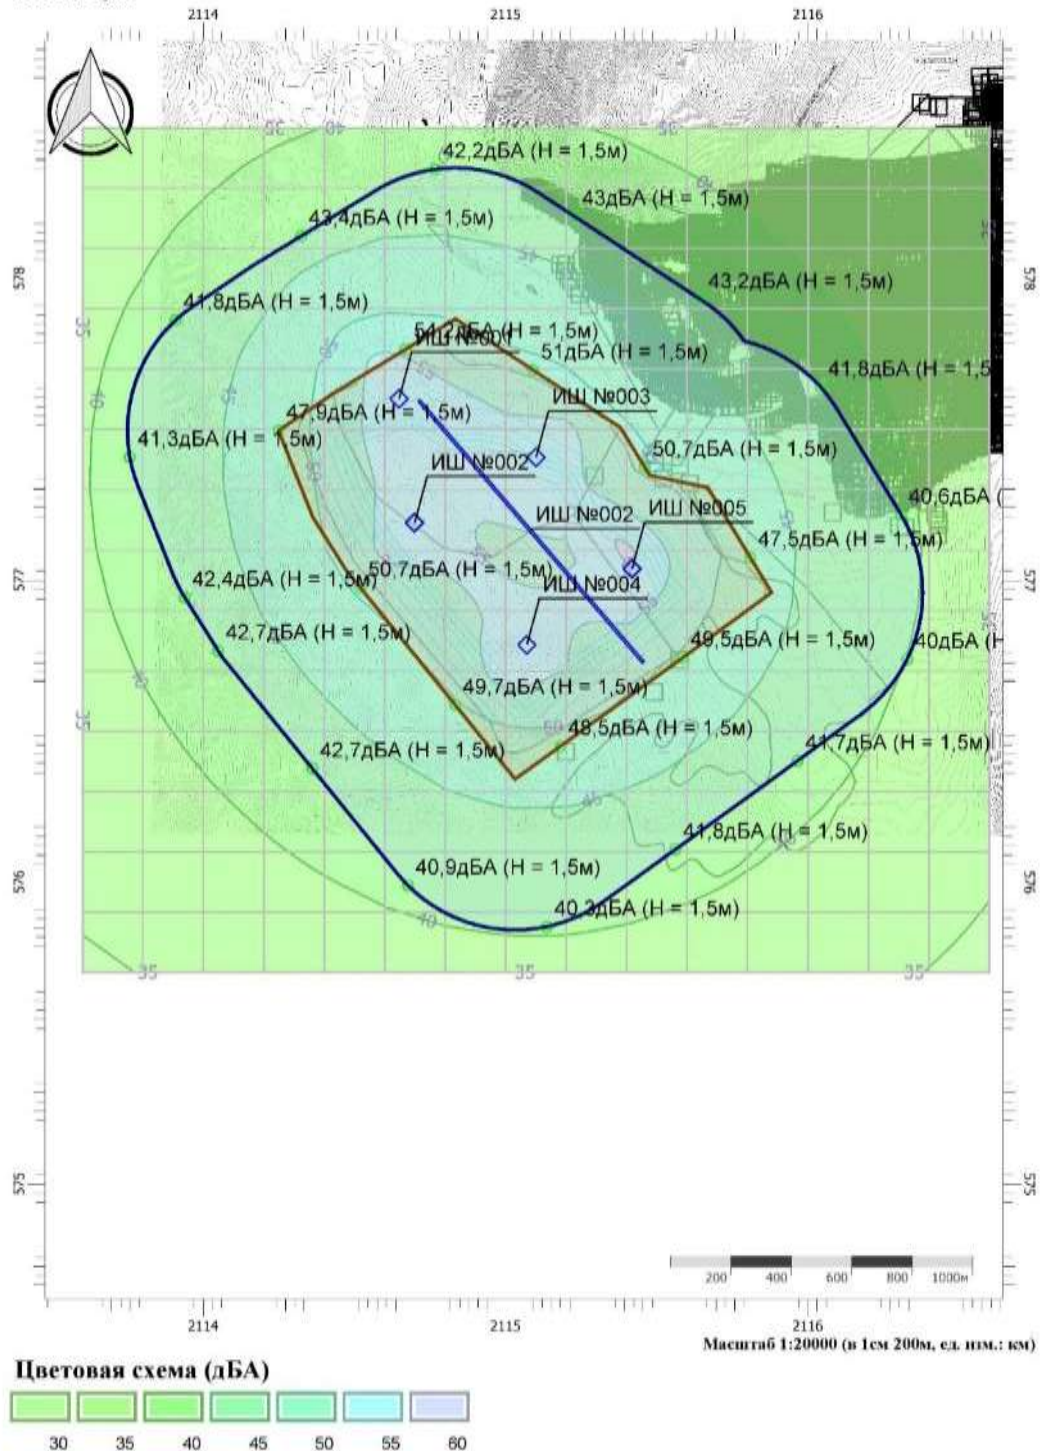 2114 2115 2116
42,2дБА (Н = 1,5м)
43дБА (Н = 1,5м)
43,4дБА (Н = 1,5м)
578
578
43,2дБА (Н = 1,5м)
41,8дБА (Н = 1,5м)
54,2дБА (Н = 1,5м)
ИШ №001
51дБА (Н = 1,5м)
41,8дБА (Н = 1,5
ИШ №003
47,9дБА (Н = 1,5м)
41,3дБА (Н = 1,5м)
50,7дБА (Н = 1,5м)
ИШ №002
40,6дБА (
ИШ №002
ИШ №005
47,5дБА (Н = 1,5м)
50,7дБА (Н = 1,5м)
42,4дБА (Н = 1,5м)
ИШ №004
577
577
42,7дБА (Н = 1,5м)
49,5дБА (Н = 1,5м)
40дБА (Н
49,7дБА (Н = 1,5м)
48,5дБА (Н = 1,5м)
42,7дБА (Н = 1,5м)
41,7дБА (Н = 1,5м)
41,8дБА (Н = 1,5м)
40,9дБА (Н = 1,5м)
576
576
40,3дБА (Н = 1,5м)
40
35
35
575
575
200 400 600 800 1000м
2114 2115 2116
Масштаб 1:20000 (в 1см 200м, ед. изм.: км)
Цветовая схема (дБА)
30 35 40 45 50 55 60